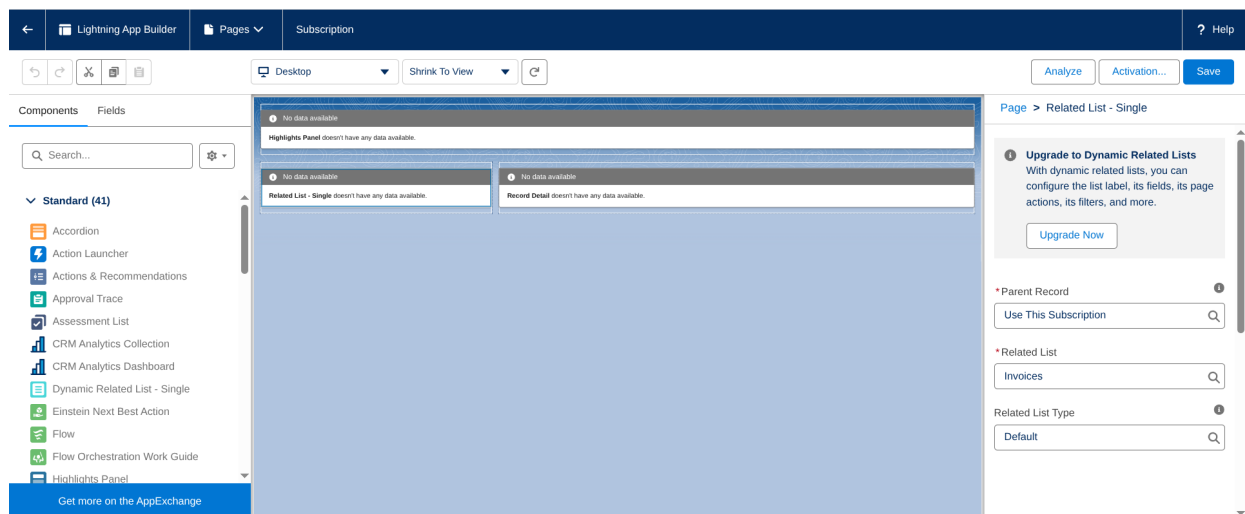 Lightning App Builder
Pages
Subscription
? Help
Desktop
Shrink To View
Analyze
Activation...
Save
Components
Fields
Search...
Standard (41)
Accordion
Action Launcher
Actions & Recommendations
Approval Trace
Assessment List
CRM Analytics Collection
CRM Analytics Dashboard
Dynamic Related List - Single
Einstein Next Best Action
Flow
Flow Orchestration Work Guide
Highlights Panel
Get more on the AppExchange
No data available
Highlights Panel doesn't have any data available.
No data available
Related List - Single doesn't have any data available.
No data available
Record Detail doesn't have any data available.
Page > Related List - Single
Upgrade to Dynamic Related Lists
With dynamic related lists, you can
configure the list label, its fields, its page
actions, its filters, and more.
Upgrade Now
*Parent Record
Use This Subscription
*Related List
Invoices
Related List Type
Default